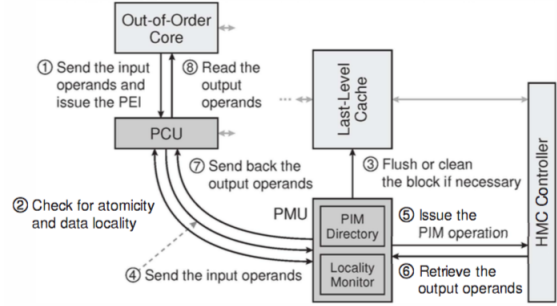 Out-of-Order
Core
① Send the input
operands and
issue the PEI
⑧ Read the
output
operands
PCU
Last-Level
Cache
HMC Controller
⑦ Send back the
output operands
③ Flush or clean
the block if necessary
② Check for atomicity
and data locality
PMU
PIM
Directory
Locality
Monitor
⑤ Issue the
PIM operation
④ Send the input operands
⑥ Retrieve the
output operands